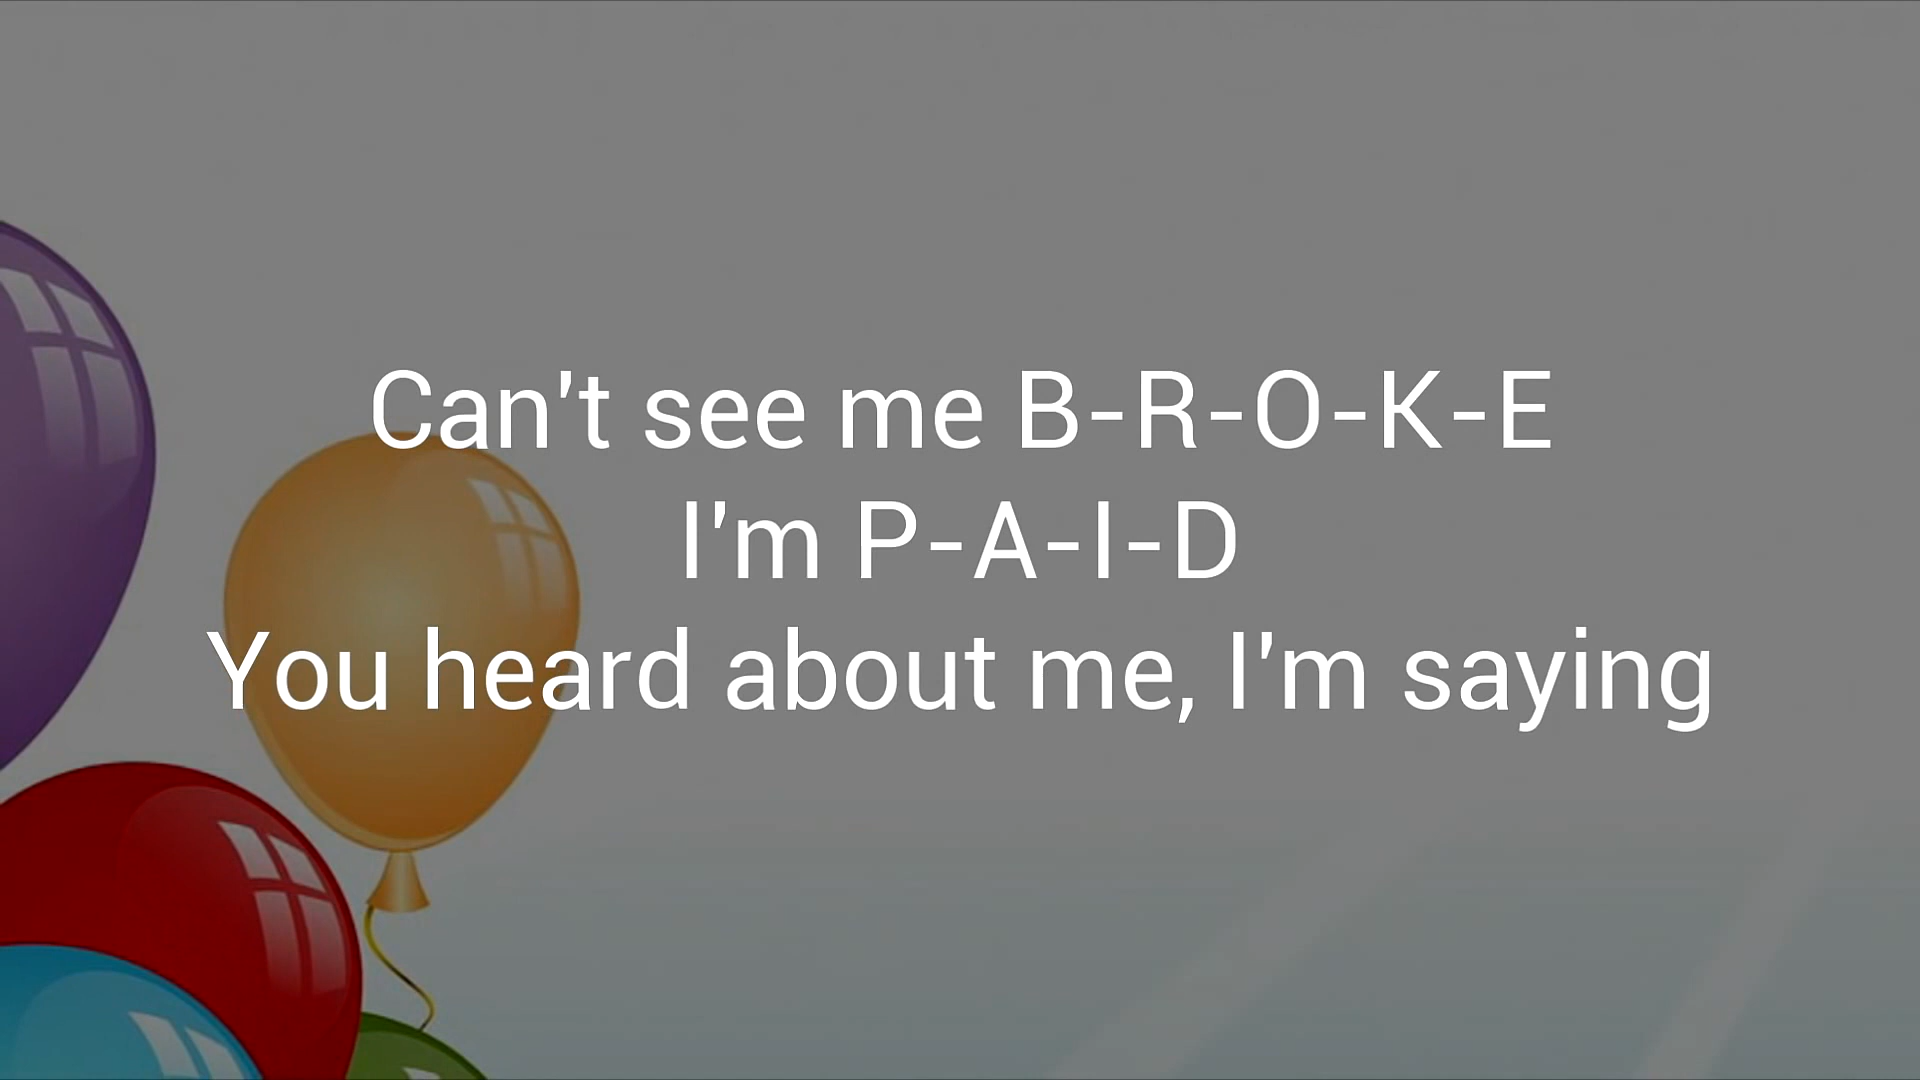 Can't see me B-R-O-K-E
I'm P-A-I-D
You heard about me, I'm saying